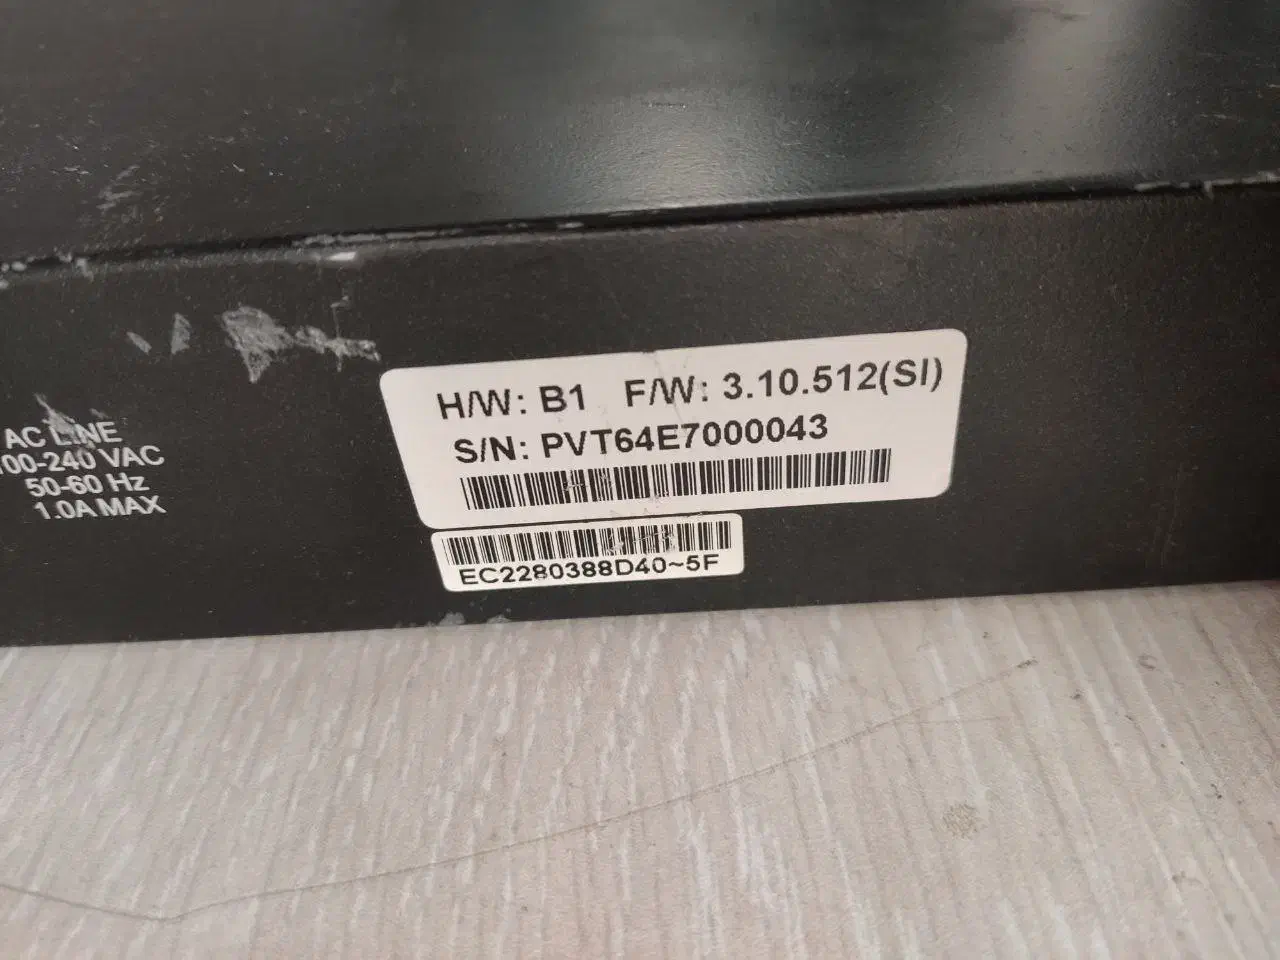 AC LINE
100-240 VAC
50-60 Hz
1.0A MAX
H/W: B1 F/W: 3.10.512(SI)
S/N: PVT64E7000043
EC2280388D40~5F